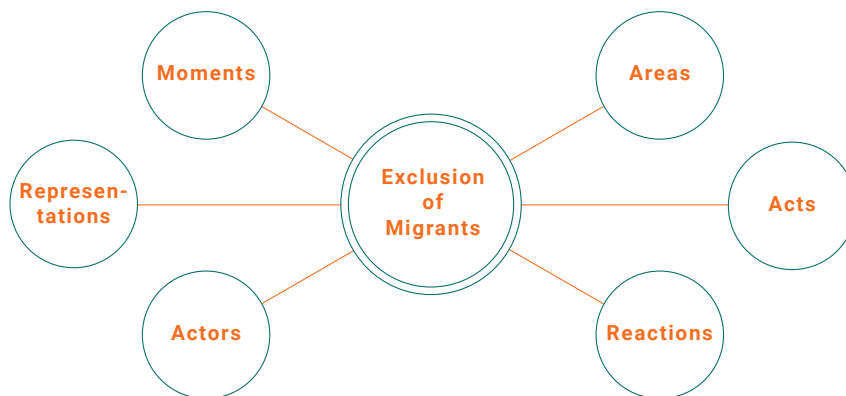 Moments
Areas
Exclusion
of
Migrants
Represen-
tations
Acts
Actors
Reactions